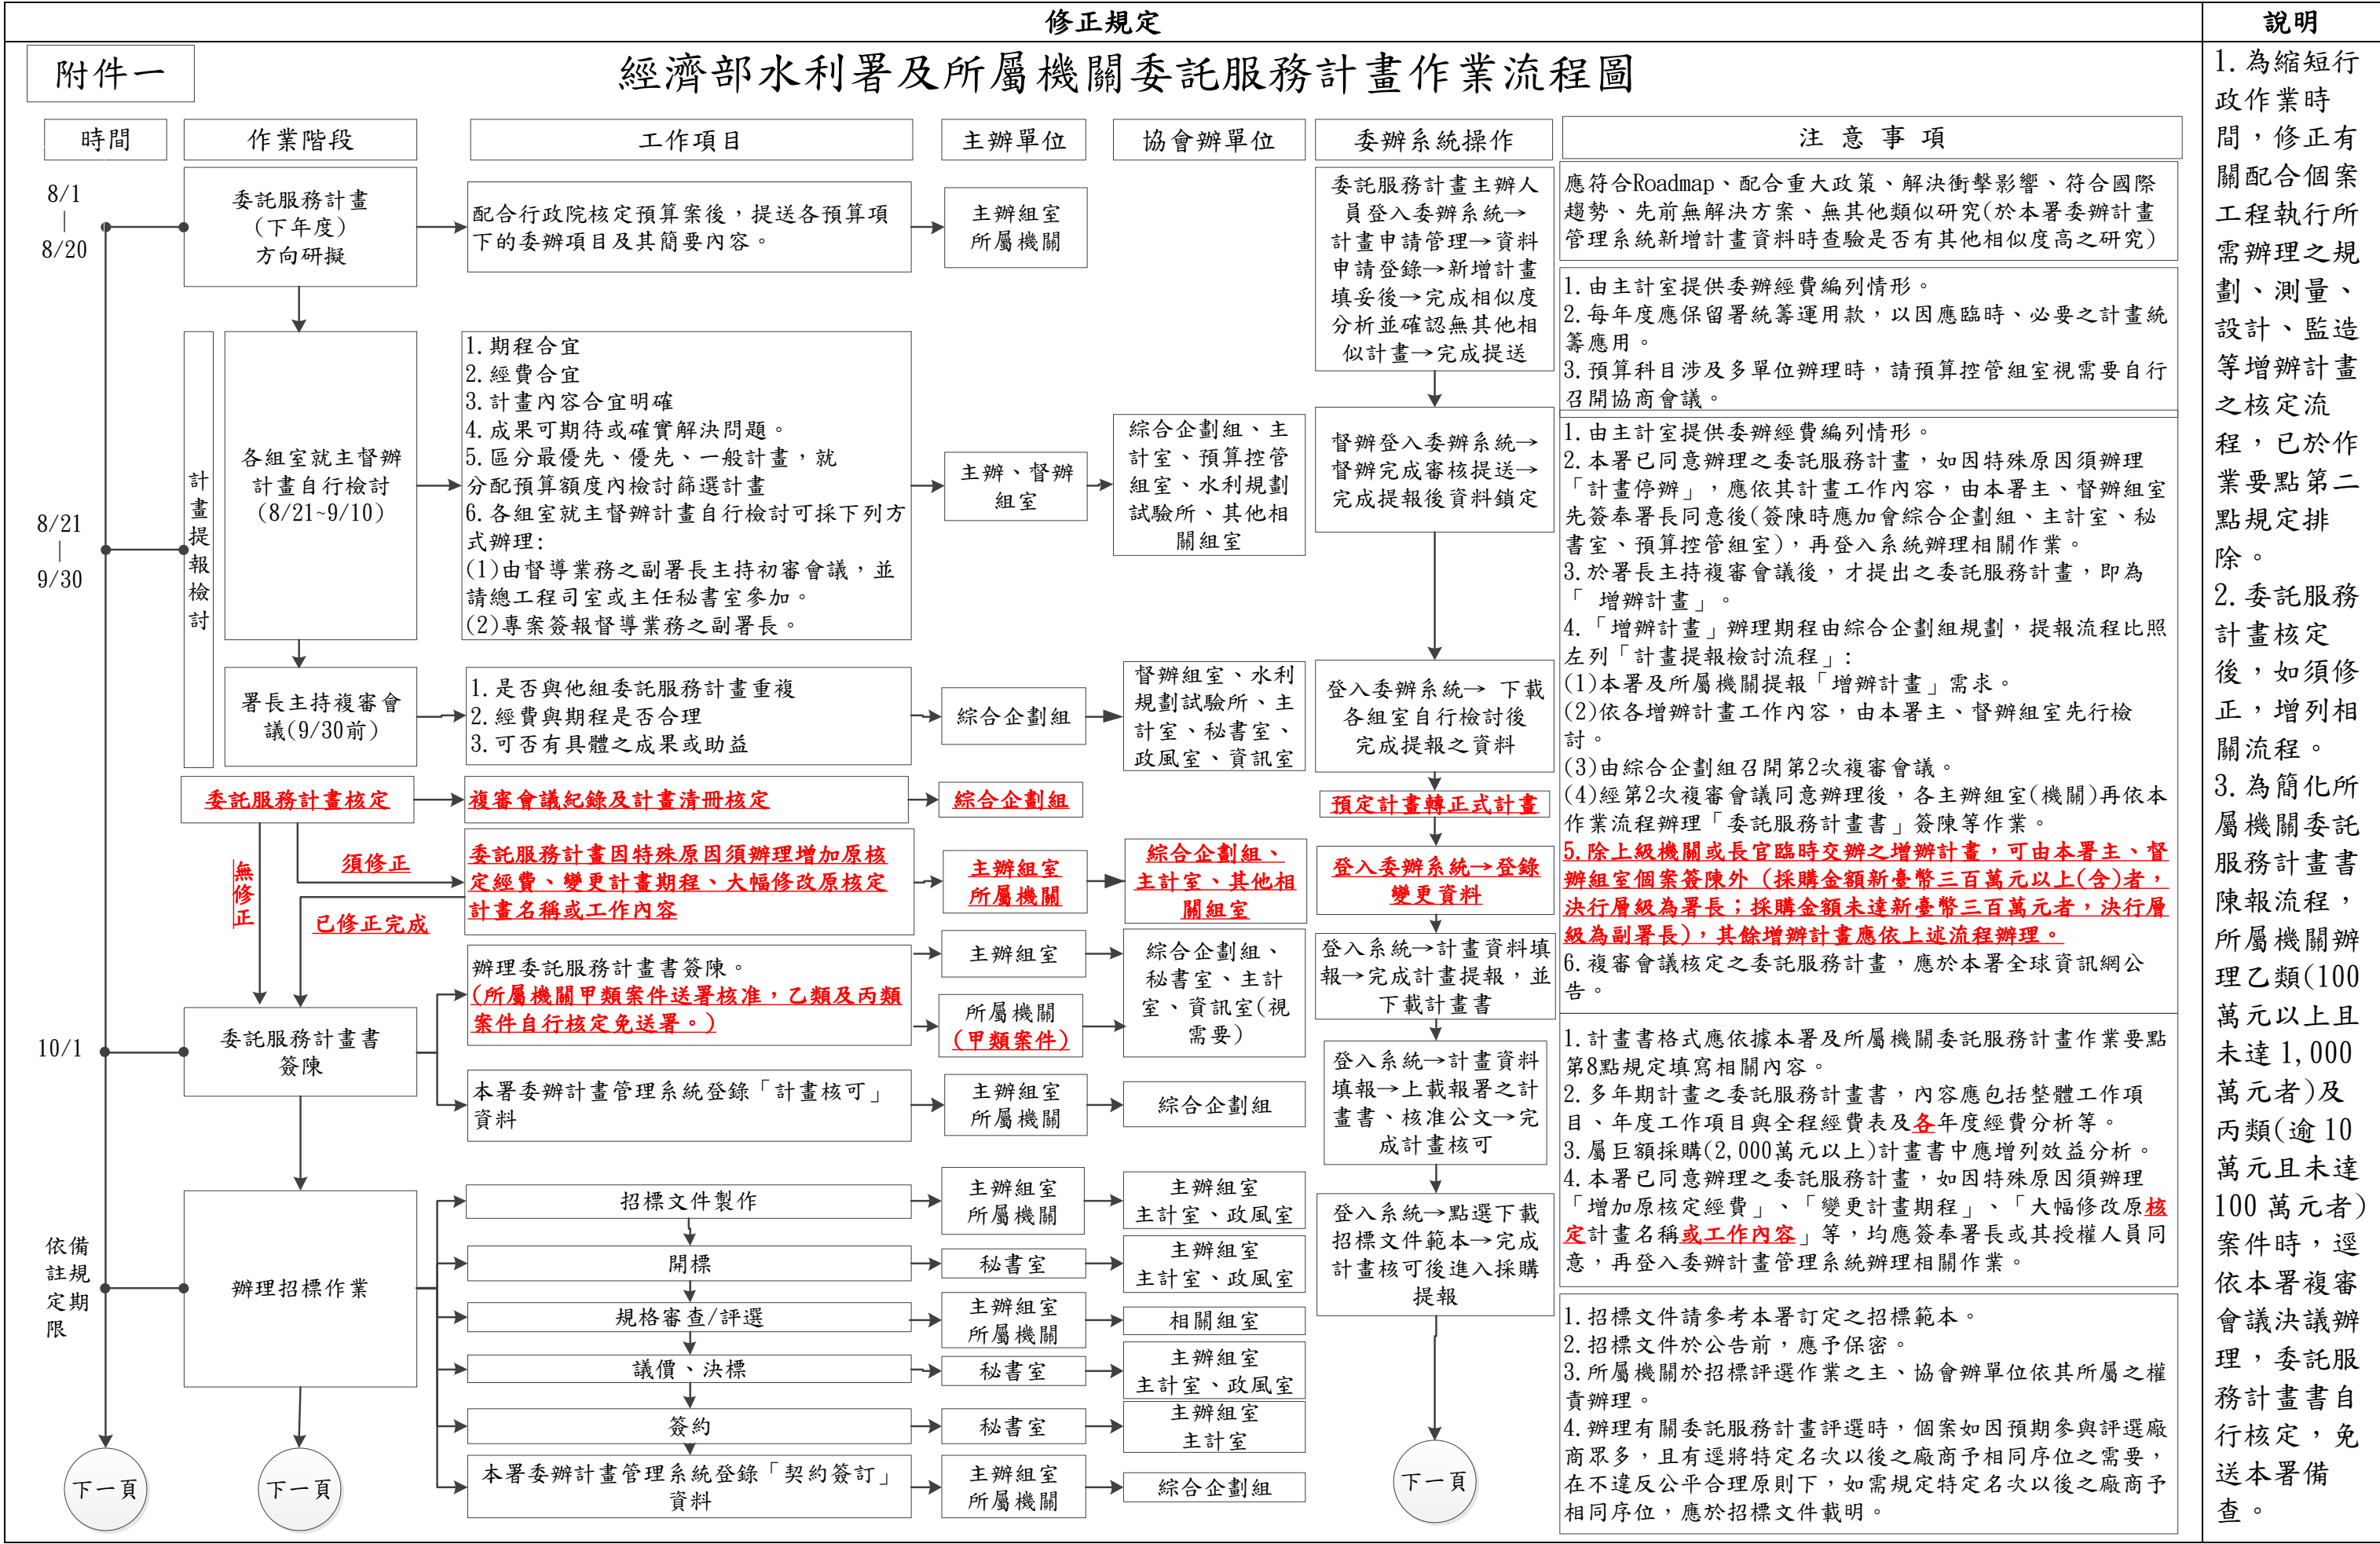 修正規定
說明
附件一
經濟部水利署及所屬機關委託服務計畫作業流程圖
時間
作業階段
工作項目
主辦單位
協會辦單位
委辦系統操作
注 意 事 項
8/1
|
8/20
委託服務計畫
(下年度)
方向研擬
配合行政院核定預算案後，提送各預算項
下的委辦項目及其簡要內容。
主辦組室
所屬機關
委託服務計畫主辦人
員登入委辦系統→
計畫申請管理→資料
申請登錄→新增計畫
填妥後→完成相似度
分析並確認無其他相
似計畫→完成提送
應符合Roadmap、配合重大政策、解決衝擊影響、符合國際
趨勢、先前無解決方案、無其他類似研究(於本署委辦計畫
管理系統新增計畫資料時查驗是否有其他相似度高之研究)
1.由主計室提供委辦經費編列情形。
2.每年度應保留署統籌運用款，以因應臨時、必要之計畫統
籌應用。
3.預算科目涉及多單位辦理時，請預算控管組室視需要自行
召開協商會議。
8/21
|
9/30
計畫提報檢討
各組室就主督辦
計畫自行檢討
(8/21~9/10)
1.期程合宜
2.經費合宜
3.計畫內容合宜明確
4.成果可期待或確實解決問題。
5.區分最優先、優先、一般計畫，就
分配預算額度內檢討篩選計畫
6.各組室就主督辦計畫自行檢討可採下列方
式辦理:
(1)由督導業務之副署長主持初審會議，並
請總工程司室或主任秘書室參加。
(2)專案簽報督導業務之副署長。
主辦、督辦
組室
綜合企劃組、主
計室、預算控管
組室、水利規劃
試驗所、其他相
關組室
督辦登入委辦系統→
督辦完成審核提送→
完成提報後資料鎖定
1.由主計室提供委辦經費編列情形。
2.本署已同意辦理之委託服務計畫，如因特殊原因須辦理
「計畫停辦」，應依其計畫工作內容，由本署主、督辦組室
先簽奉署長同意後(簽陳時應加會綜合企劃組、主計室、秘
書室、預算控管組室)，再登入系統辦理相關作業。
3.於署長主持複審會議後，才提出之委託服務計畫，即為
「 增辦計畫」。
4.「增辦計畫」辦理期程由綜合企劃組規劃，提報流程比照
左列「計畫提報檢討流程」:
(1)本署及所屬機關提報「增辦計畫」需求。
(2)依各增辦計畫工作內容，由本署主、督辦組室先行檢
討。
(3)由綜合企劃組召開第2次複審會議。
(4)經第2次複審會議同意辦理後，各主辦組室(機關)再依本
作業流程辦理「委託服務計畫書」簽陳等作業。
5.除上級機關或長官臨時交辦之增辦計畫，可由本署主、督
辦組室個案簽陳外 (採購金額新臺幣三百萬元以上(含)者，
決行層級為署長；採購金額未達新臺幣三百萬元者，決行層
級為副署長)，其餘增辦計畫應依上述流程辦理。
6.複審會議核定之委託服務計畫，應於本署全球資訊網公
告。
署長主持複審會
議(9/30前)
1.是否與他組委託服務計畫重複
2.經費與期程是否合理
3.可否有具體之成果或助益
綜合企劃組
督辦組室、水利
規劃試驗所、主
計室、秘書室、
政風室、資訊室
登入委辦系統→ 下載
各組室自行檢討後
完成提報之資料
委託服務計畫核定
複審會議紀錄及計畫清冊核定
綜合企劃組
預定計畫轉正式計畫
無修正
須修正
已修正完成
委託服務計畫因特殊原因須辦理增加原核
定經費、變更計畫期程、大幅修改原核定
計畫名稱或工作內容
主辦組室
所屬機關
綜合企劃組、
主計室、其他相
關組室
登入委辦系統→登錄
變更資料
10/1
委託服務計畫書
簽陳
辦理委託服務計畫書簽陳。
(所屬機關甲類案件送署核准，乙類及丙類
案件自行核定免送署。)
主辦組室
所屬機關
(甲類案件)
綜合企劃組、
秘書室、主計
室、資訊室(視
需要)
登入系統→計畫資料填
報→完成計畫提報，並
下載計畫書
本署委辦計畫管理系統登錄「計畫核可」
資料
主辦組室
所屬機關
綜合企劃組
登入系統→計畫資料
填報→上載報署之計
畫書、核准公文→完
成計畫核可
1.計畫書格式應依據本署及所屬機關委託服務計畫作業要點
第8點規定填寫相關內容。
2.多年期計畫之委託服務計畫書，內容應包括整體工作項
目、年度工作項目與全程經費表及各年度經費分析等。
3.屬巨額採購(2,000萬元以上)計畫書中應增列效益分析。
4.本署已同意辦理之委託服務計畫，如因特殊原因須辦理
「增加原核定經費」、「變更計畫期程」、「大幅修改原核
定計畫名稱或工作內容」等，均應簽奉署長或其授權人員同
意，再登入委辦計畫管理系統辦理相關作業。
依備
註規
定期
限
辦理招標作業
招標文件製作
主辦組室
所屬機關
主辦組室
主計室、政風室
開標
秘書室
主辦組室
主計室、政風室
規格審查/評選
主辦組室
所屬機關
相關組室
議價、決標
秘書室
主辦組室
主計室、政風室
簽約
秘書室
主辦組室
主計室
本署委辦計畫管理系統登錄「契約簽訂」
資料
主辦組室
所屬機關
綜合企劃組
登入系統→點選下載
招標文件範本→完成
計畫核可後進入採購
提報
1.招標文件請參考本署訂定之招標範本。
2.招標文件於公告前，應予保密。
3.所屬機關於招標評選作業之主、協會辦單位依其所屬之權
責辦理。
4.辦理有關委託服務計畫評選時，個案如因預期參與評選廠
商眾多，且有逕將特定名次以後之廠商予相同序位之需要，
在不違反公平合理原則下，如需規定特定名次以後之廠商予
相同序位，應於招標文件載明。
下一頁
下一頁
下一頁
1.為縮短行
政作業時
間，修正有
關配合個案
工程執行所
需辦理之規
劃、測量、
設計、監造
等增辦計畫
之核定流
程，已於作
業要點第二
點規定排
除。
2.委託服務
計畫核定
後，如須修
正，增列相
關流程。
3.為簡化所
屬機關委託
服務計畫書
陳報流程，
所屬機關辦
理乙類(100
萬元以上且
未達1,000
萬元者)及
丙類(逾10
萬元且未達
100萬元者)
案件時，逕
依本署複審
會議決議辦
理，委託服
務計畫書自
行核定，免
送本署備
查。